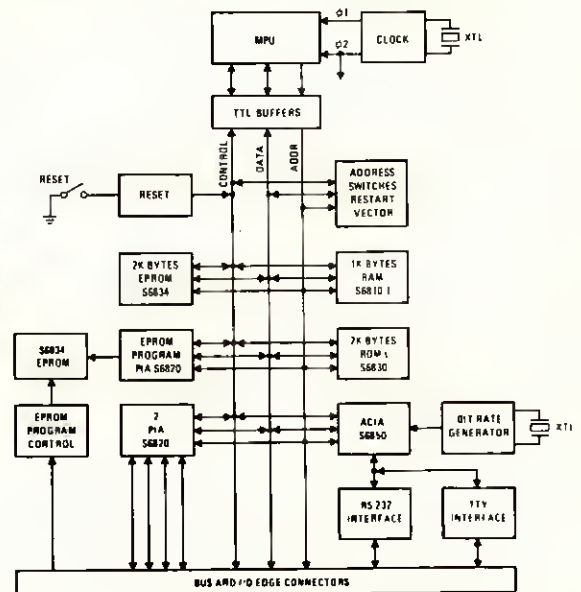 MPU
φ1
φ2
CLOCK
XTL
TTL BUFFERS
CONTROL
DATA
ADDR
RESET
RESET
ADDRESS
SWITCHES
RESTART
VECTOR
2K BYTES
EPROM
S6834
1K BYTES
RAM
S6810 1
S6834
EPROM
EPROM
PROGRAM
PIA S6820
2K BYTES
ROM s
S6830
EPROM
PROGRAM
CONTROL
2
PIA
S6820
ACIA
S6850
BIT RATE
GENERATOR
XTL
RS 232
INTERFACE
TTY
INTERFACE
BUS AND I/O EDGE CONNECTORS